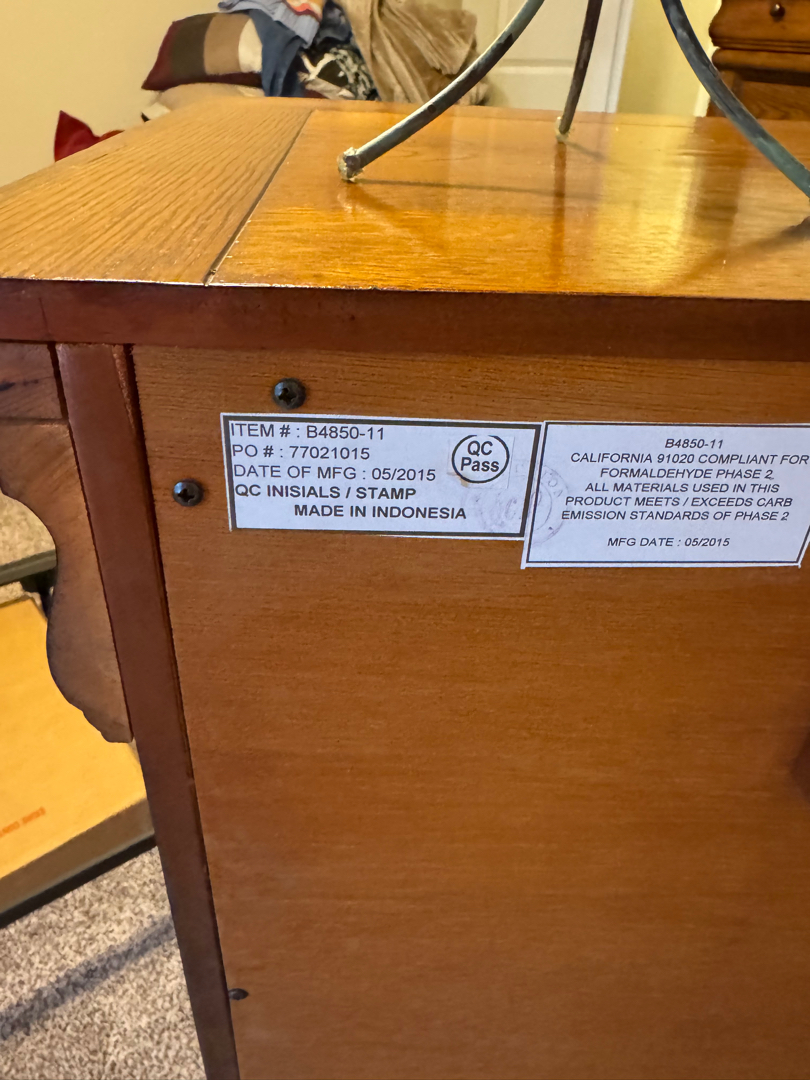 ITEM # : B4850-11
PO # : 77021015
DATE OF MFG : 05/2015
QC INISIALS / STAMP
MADE IN INDONESIA
QC
Pass
B4850-11
CALIFORNIA 91020 COMPLIANT FOR
FORMALDEHYDE PHASE 2,
ALL MATERIALS USED IN THIS
PRODUCT MEETS / EXCEEDS CARB
EMISSION STANDARDS OF PHASE 2
MFG DATE : 05/2015